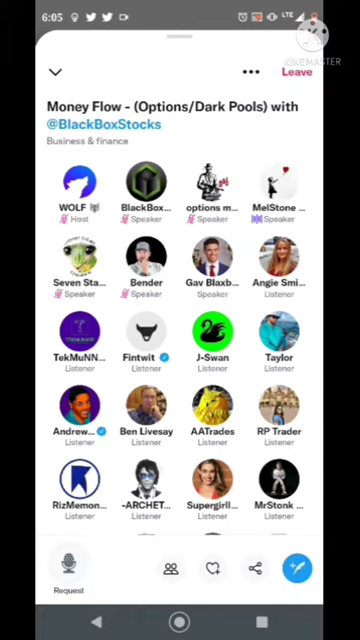 6:05
LTE
KINEMASTER
Leave
Money Flow - (Options/Dark Pools) with
@BlackBoxStocks
Business & finance
WOLF
BlackBox...
options m...
MelStone ...
Host
Speaker
Speaker
Speaker
Seven Sta...
Bender
Gav Blaxb...
Angie Smi...
Speaker
Speaker
Speaker
Listener
TekMuNN...
Fintwit
J-Swan
Taylor
Listener
Listener
Listener
Listener
Andrew...
Ben Livesay
AATrades
RP Trader
Listener
Listener
Listener
Listener
RizMemon...
-ARCHET...
Supergirll...
MrStonk ...
Listener
Listener
Listener
Listener
Request